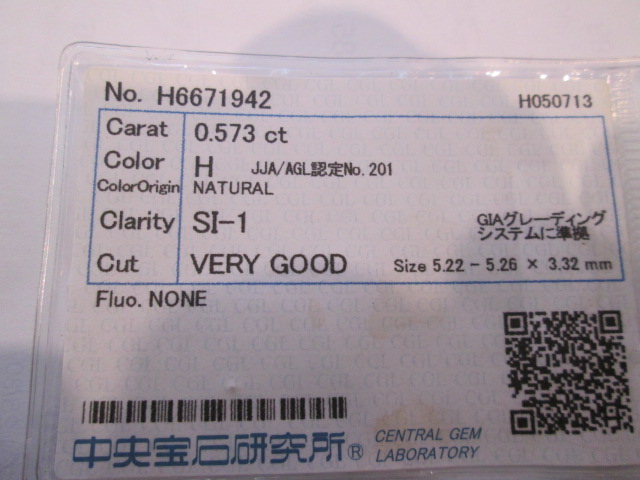 No. H6671942 H050713
Carat 0.573 ct
Color H JJA/AGL認定No.201
ColorOrigin NATURAL
Clarity SI-1 GIAグレーディング
システムに準拠
Cut VERY GOOD Size 5.22 - 5.26 × 3.32 mm
Fluo. NONE
中央宝石研究所® CENTRAL GEM
LABORATORY